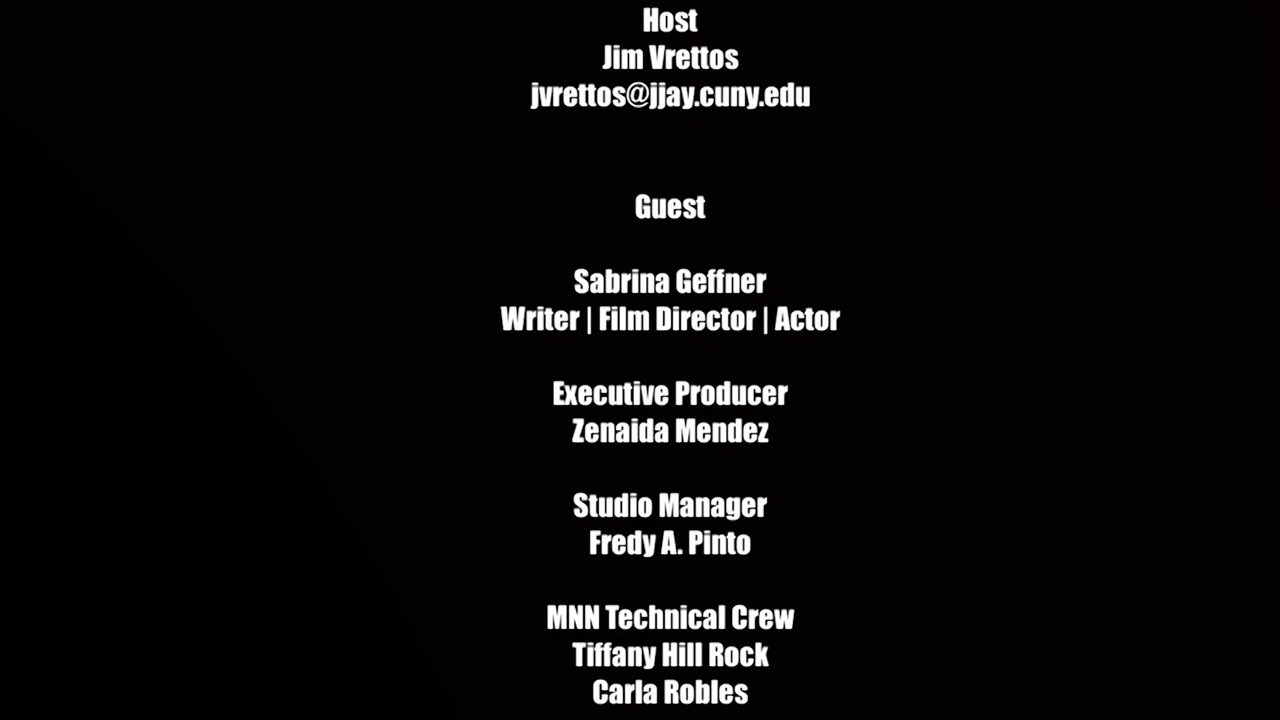 Host
Jim Vrettos
jvrettos@jjay.cuny.edu
Guest
Sabrina Geffner
Writer | Film Director | Actor
Executive Producer
Zenaida Mendez
Studio Manager
Fredy A. Pinto
MNN Technical Crew
Tiffany Hill Rock
Carla Robles